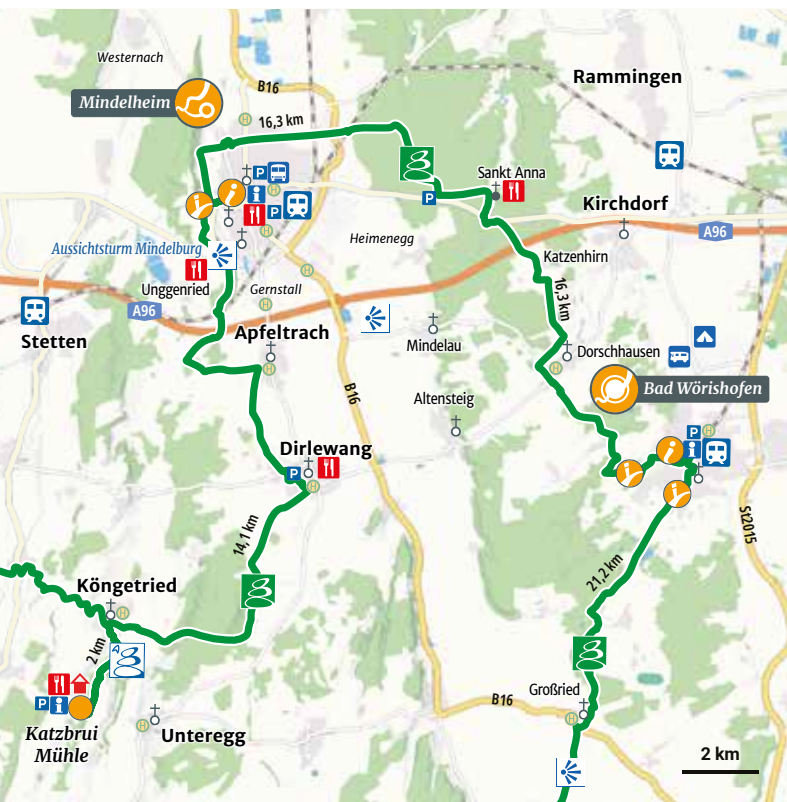 Westernach
B16
Rammingen
Mindelheim
H
16,3 km
Sankt Anna
P
H
i
P
P
Kirchdorf
A96
Aussichtsturm Mindelburg
H
Heimenegg
Katzenhirn
H
Unggenried
Gernstall
H
16,3 km
A96
Stetten
Apfeltrach
H
Mindelau
Dorschhausen
H
B16
Altensteig
Bad Wörishofen
P
H
i
Dirlewang
P
H
14,1 km
St2015
21,2 km
Köngetried
H
2 km
A
P
i
Katzbrui
Mühle
H
Unteregg
Großried
B16
H
2 km